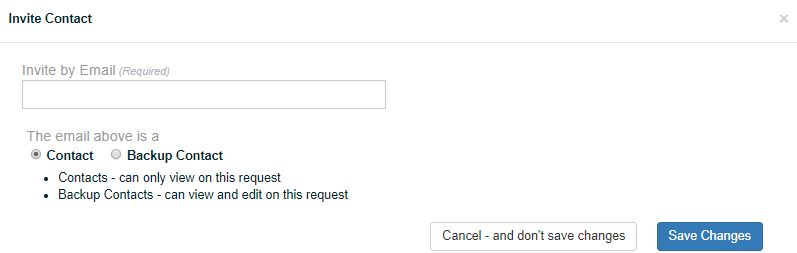 Invite Contact
×
Invite by Email (Required)
The email above is a
Contact Backup Contact
• Contacts - can only view on this request
• Backup Contacts - can view and edit on this request
Cancel - and don't save changes Save Changes